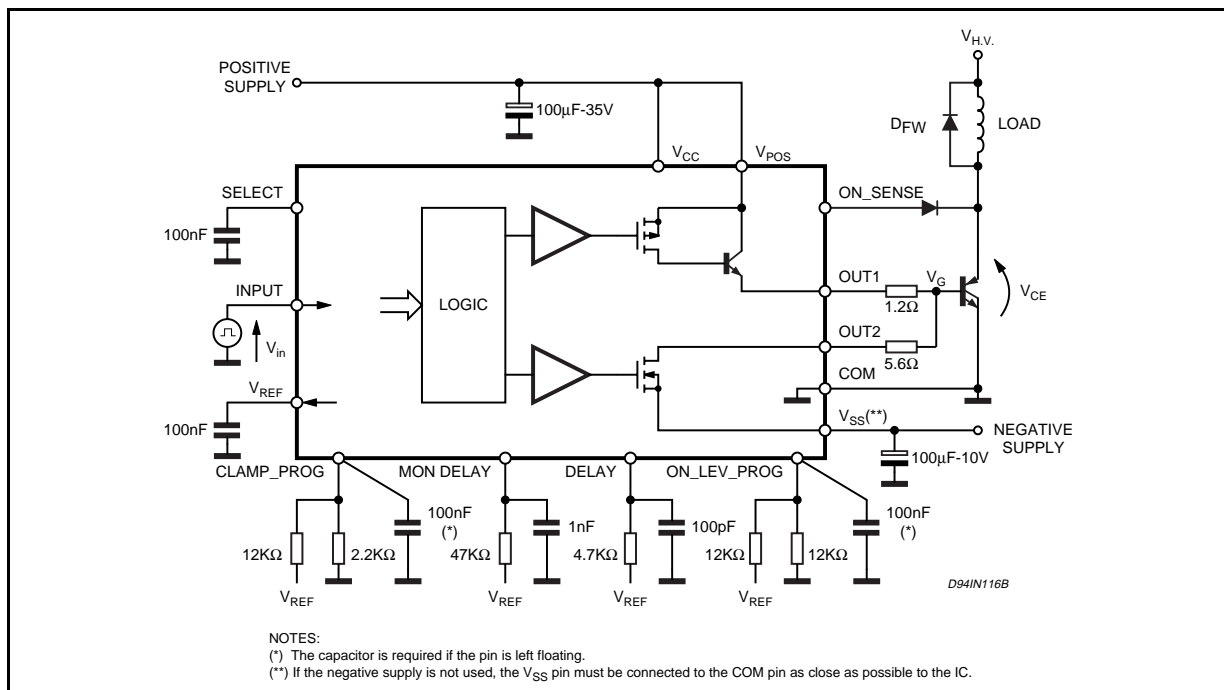 V_H.V.
POSITIVE
SUPPLY
100µF-35V
D_FW
LOAD
V_CC
V_POS
SELECT
ON_SENSE
100nF
INPUT
LOGIC
OUT1
V_G
V_CE
1.2Ω
V_in
OUT2
5.6Ω
COM
V_REF
100nF
V_SS(**)
NEGATIVE
SUPPLY
100µF-10V
CLAMP_PROG
MON DELAY
DELAY
ON_LEV_PROG
100nF
(*)
1nF
100pF
100nF
(*)
12KΩ
2.2KΩ
47KΩ
4.7KΩ
12KΩ
12KΩ
V_REF
V_REF
V_REF
V_REF
D94IN116B
NOTES:
(*) The capacitor is required if the pin is left floating.
(**) If the negative supply is not used, the V_SS pin must be connected to the COM pin as close as possible to the IC.